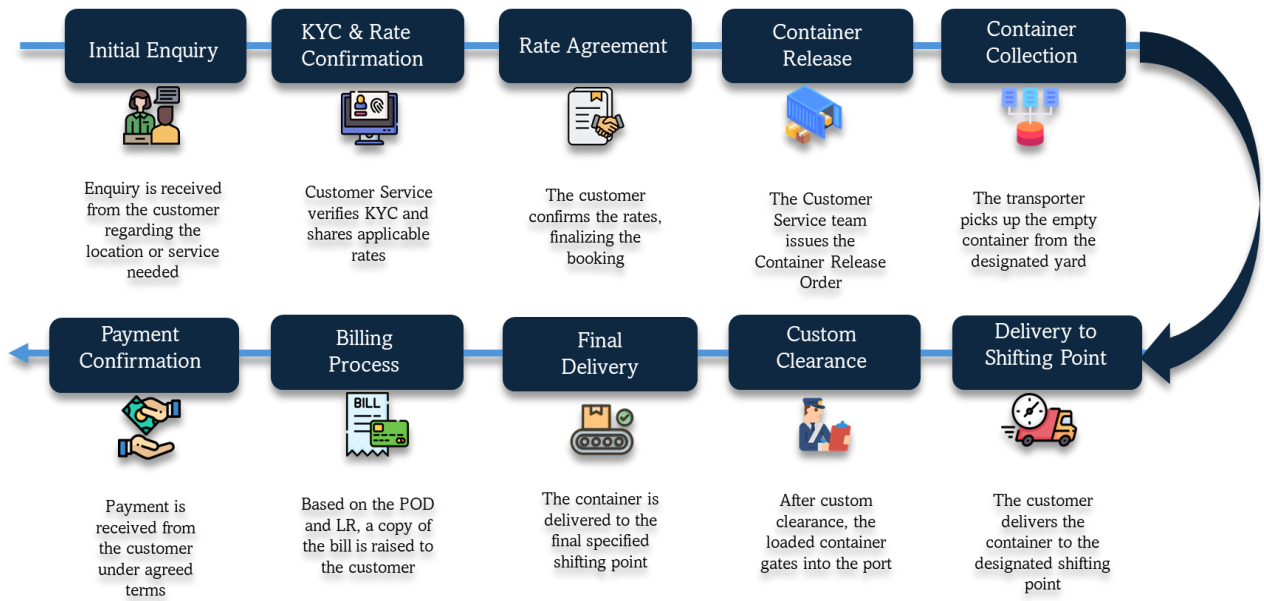 Initial Enquiry
KYC & Rate
Confirmation
Rate Agreement
Container
Release
Container
Collection
Enquiry is received
from the customer
regarding the
location or service
needed
Customer Service
verifies KYC and
shares applicable
rates
The customer
confirms the rates,
finalizing the
booking
The Customer
Service team
issues the
Container Release
Order
The transporter
picks up the empty
container from the
designated yard
Delivery to
Shifting Point
Custom
Clearance
Final
Delivery
Billing
Process
Payment
Confirmation
BILL
The customer
delivers the
container to the
designated shifting
point
After custom
clearance, the
loaded container
gates into the port
The container is
delivered to the
final specified
shifting point
Based on the POD
and LR, a copy of
the bill is raised to
the customer
Payment is
received from
the customer
under agreed
terms